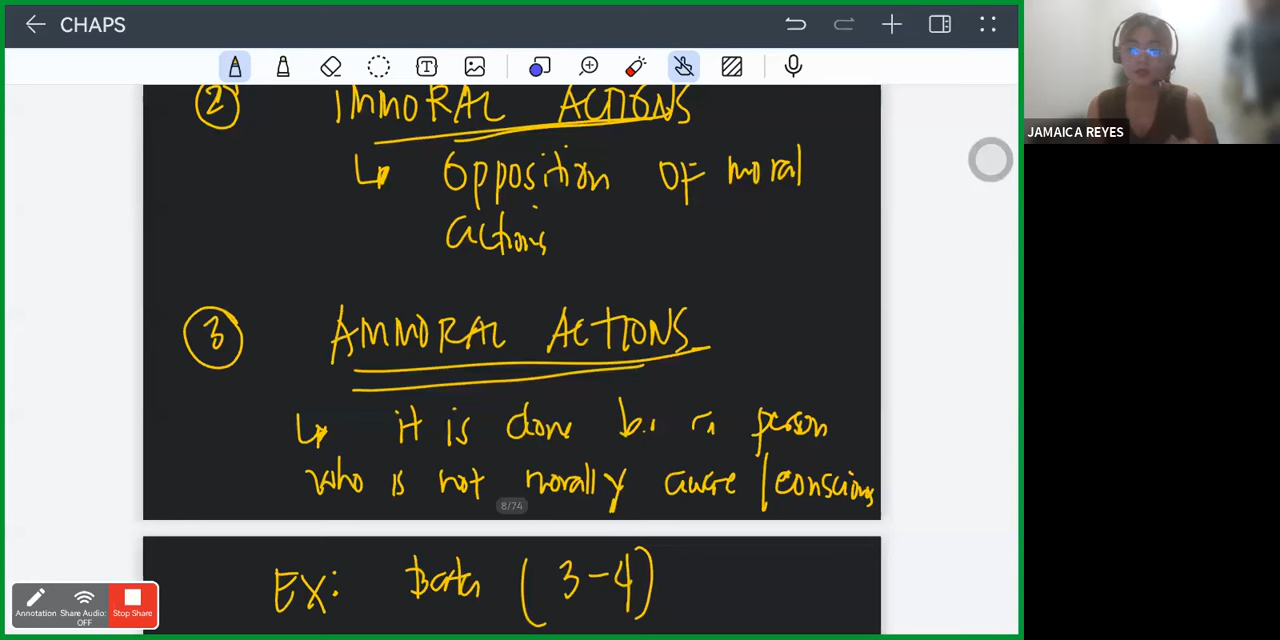 CHAPS
JAMAICA REYES
2 IMMORAL ACTIONS
↳ Opposition of moral
actions
3 AMMORAL ACTIONS
↳ it is done by a person
who is not morally aware / conscious
8/74
EX: Bata (3-4)
Annotation
Share Audio: OFF
Stop Share